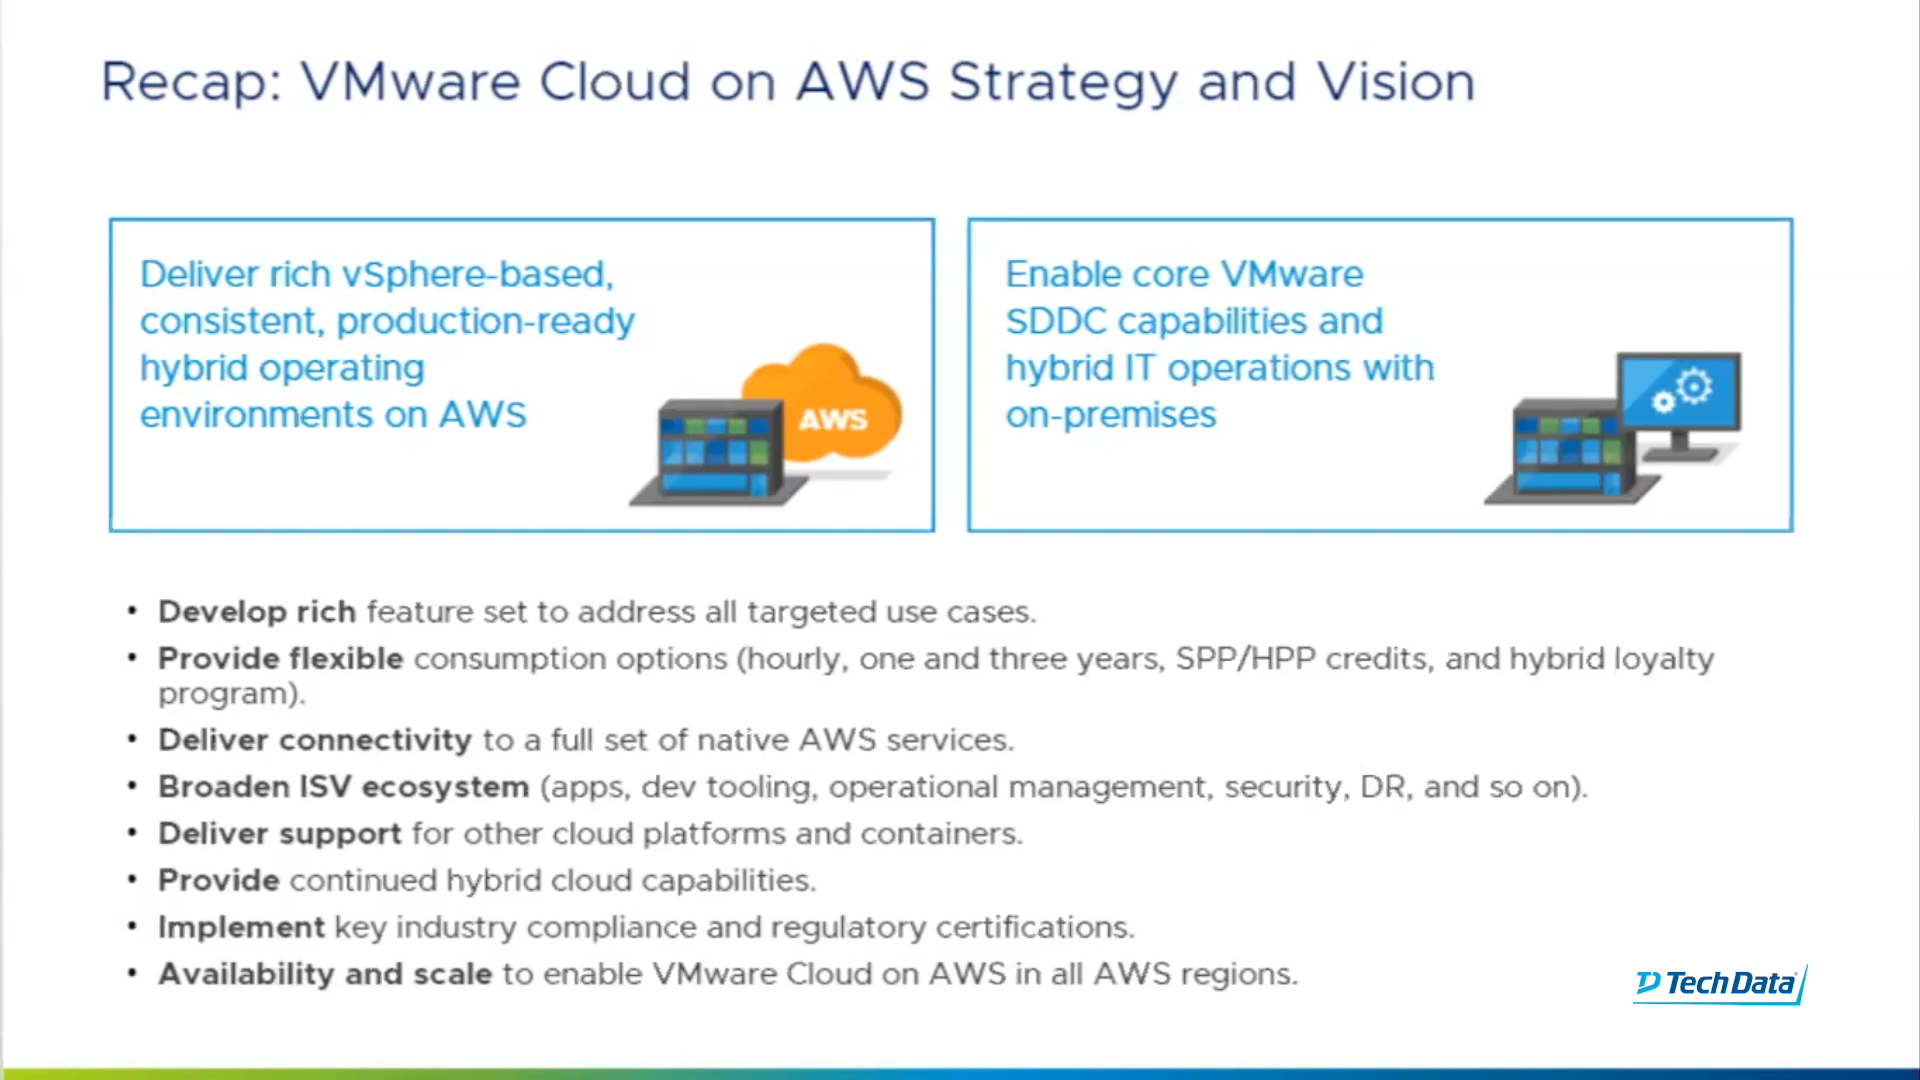 Recap: VMware Cloud on AWS Strategy and Vision
Deliver rich vSphere-based,
consistent, production-ready
hybrid operating
environments on AWS
AWS
Enable core VMware
SDDC capabilities and
hybrid IT operations with
on-premises
• Develop rich feature set to address all targeted use cases.
• Provide flexible consumption options (hourly, one and three years, SPP/HPP credits, and hybrid loyalty
program).
• Deliver connectivity to a full set of native AWS services.
• Broaden ISV ecosystem (apps, dev tooling, operational management, security, DR, and so on).
• Deliver support for other cloud platforms and containers.
• Provide continued hybrid cloud capabilities.
• Implement key industry compliance and regulatory certifications.
• Availability and scale to enable VMware Cloud on AWS in all AWS regions.
TD Tech Data